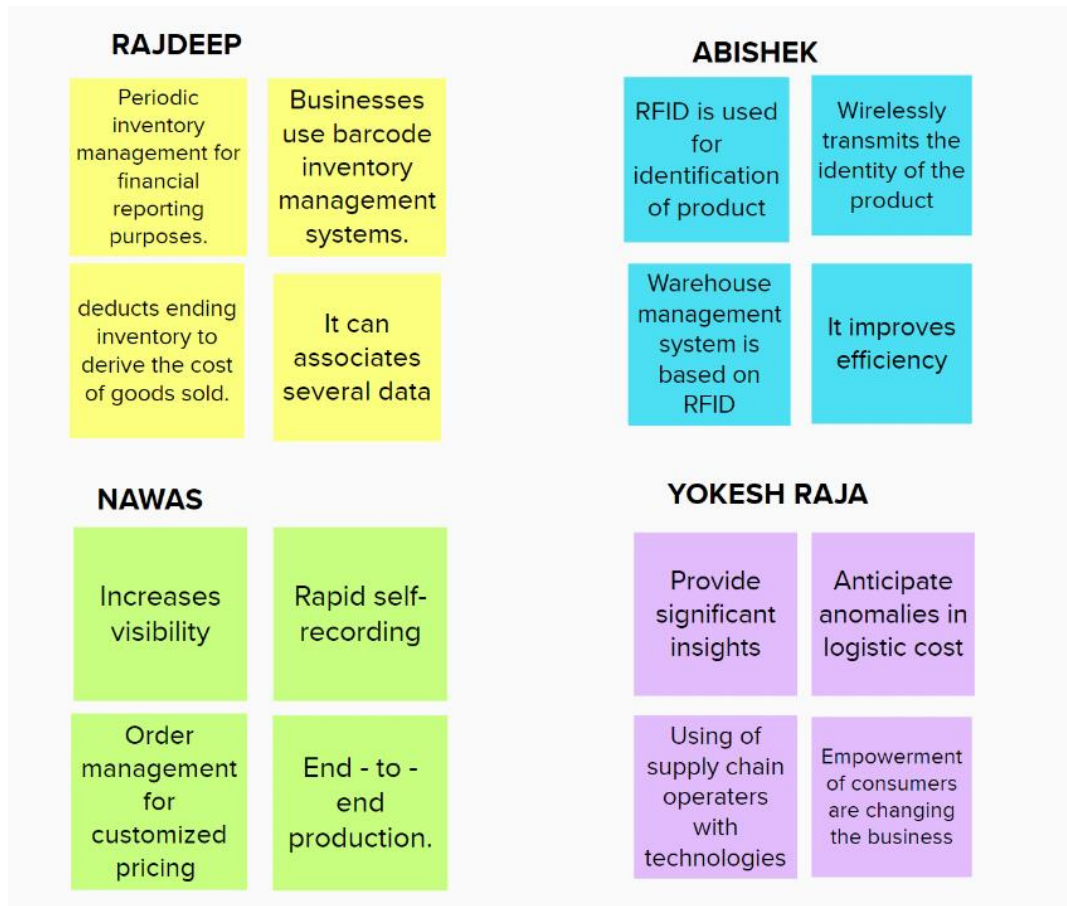 RAJDEEP
Periodic
inventory
management for
financial
reporting
purposes.
Businesses
use barcode
inventory
management
systems.
deducts ending
inventory to
derive the cost
of goods sold.
It can
associates
several data
ABISHEK
RFID is used
for
identification
of product
Wirelessly
transmits the
identity of the
product
Warehouse
management
system is
based on
RFID
It improves
efficiency
NAWAS
Increases
visibility
Rapid self-
recording
Order
management
for
customized
pricing
End - to -
end
production.
YOKESH RAJA
Provide
significant
insights
Anticipate
anomalies in
logistic cost
Using of
supply chain
operaters
with
technologies
Empowerment
of consumers
are changing
the business